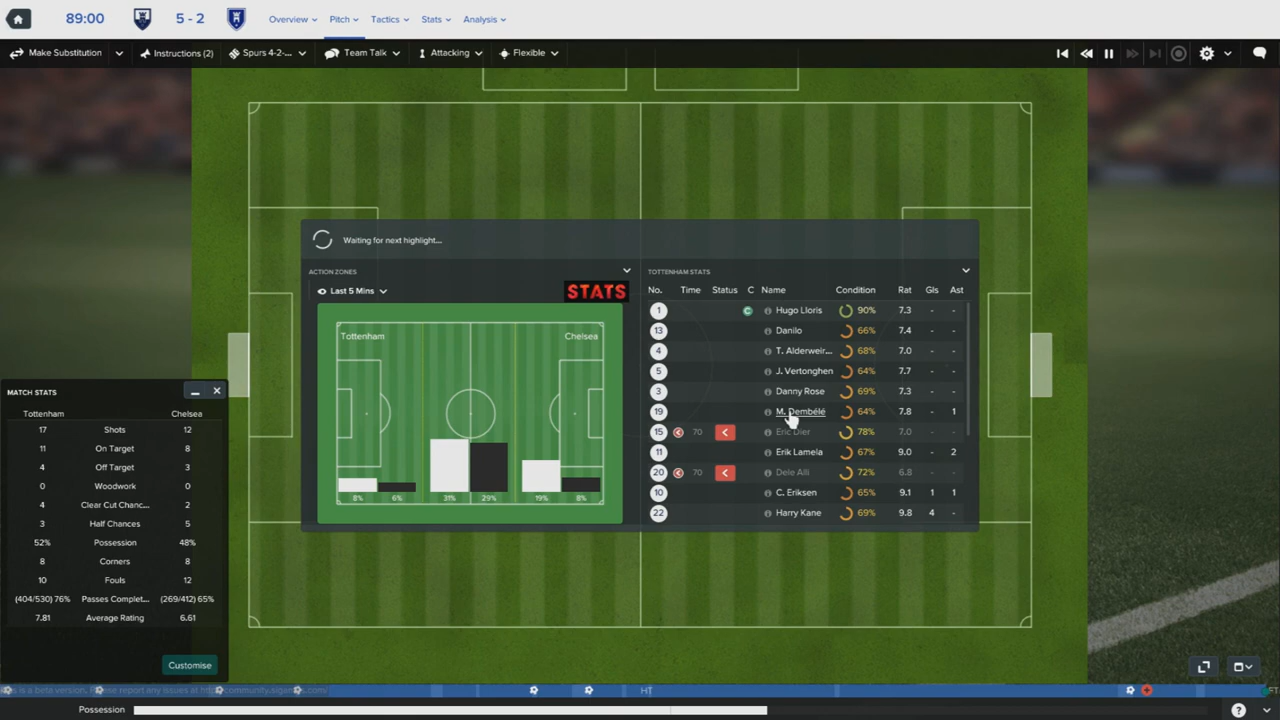 89:00 5 - 2 Overview Pitch Tactics Stats Analysis
Make Substitution Instructions (2) Spurs 4-2-... Team Talk Attacking Flexible
Waiting for next highlight...
ACTION ZONES
Last 5 Mins
STATS
Tottenham Chelsea
8% 6% 31% 29% 19% 8%
TOTTENHAM STATS
No. Time Status C Name Condition Rat Gls Ast
1 C Hugo Lloris 90% 7.3 - -
13 Danilo 66% 7.4 - -
4 T. Alderweir... 68% 7.0 - -
5 J. Vertonghen 64% 7.7 - -
3 Danny Rose 69% 7.3 - -
19 M. Dembélé 64% 7.8 - 1
15 70 Eric Dier 78% 7.0 - -
11 Erik Lamela 67% 9.0 - 2
20 70 Dele Alli 72% 6.8 - -
10 C. Eriksen 65% 9.1 1 1
22 Harry Kane 69% 9.8 4 -
MATCH STATS
Tottenham Chelsea
17 Shots 12
11 On Target 8
4 Off Target 3
0 Woodwork 0
4 Clear Cut Chanc... 2
3 Half Chances 5
52% Possession 48%
8 Corners 8
10 Fouls 12
(404/530) 76% Passes Complet... (269/412) 65%
7.81 Average Rating 6.61
Customise
is a beta version. Please report any issues at
HT
Possession
?